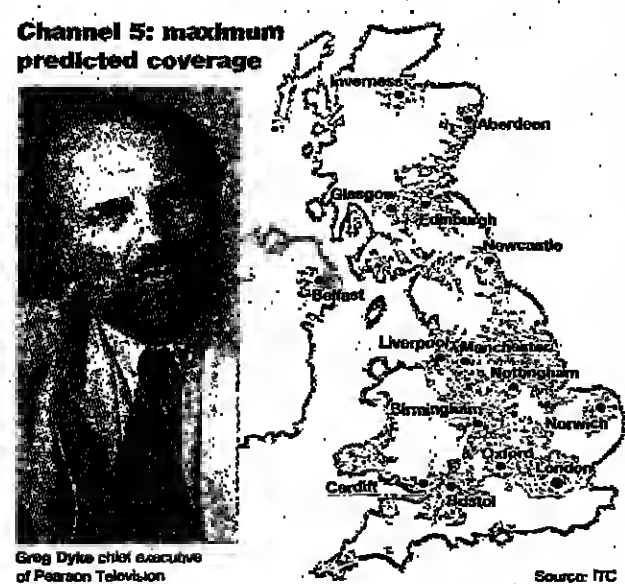 Channel 5: maximum
predicted coverage
Inverness
Aberdeen
Glasgow
Edinburgh
Newcastle
Belfast
Liverpool
Manchester
Nottingham
Birmingham
Norwich
Oxford
London
Cardiff
Bristol
Greg Dyke chief executive
of Pearson Television
Source: ITC